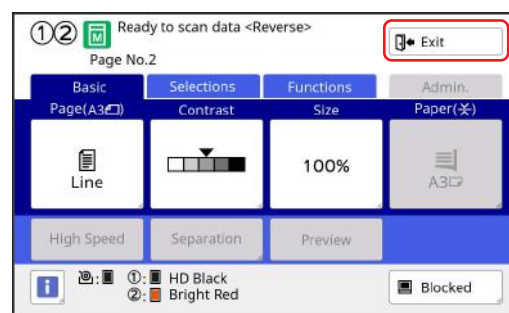 ①② M Ready to scan data <Reverse>
Page No.2
Exit
Basic Selections Functions Admin.
Page(A3) Contrast Size Paper(⚹)
Line 100% A3
High Speed Separation Preview
i : ①: HD Black
②: Bright Red
Blocked